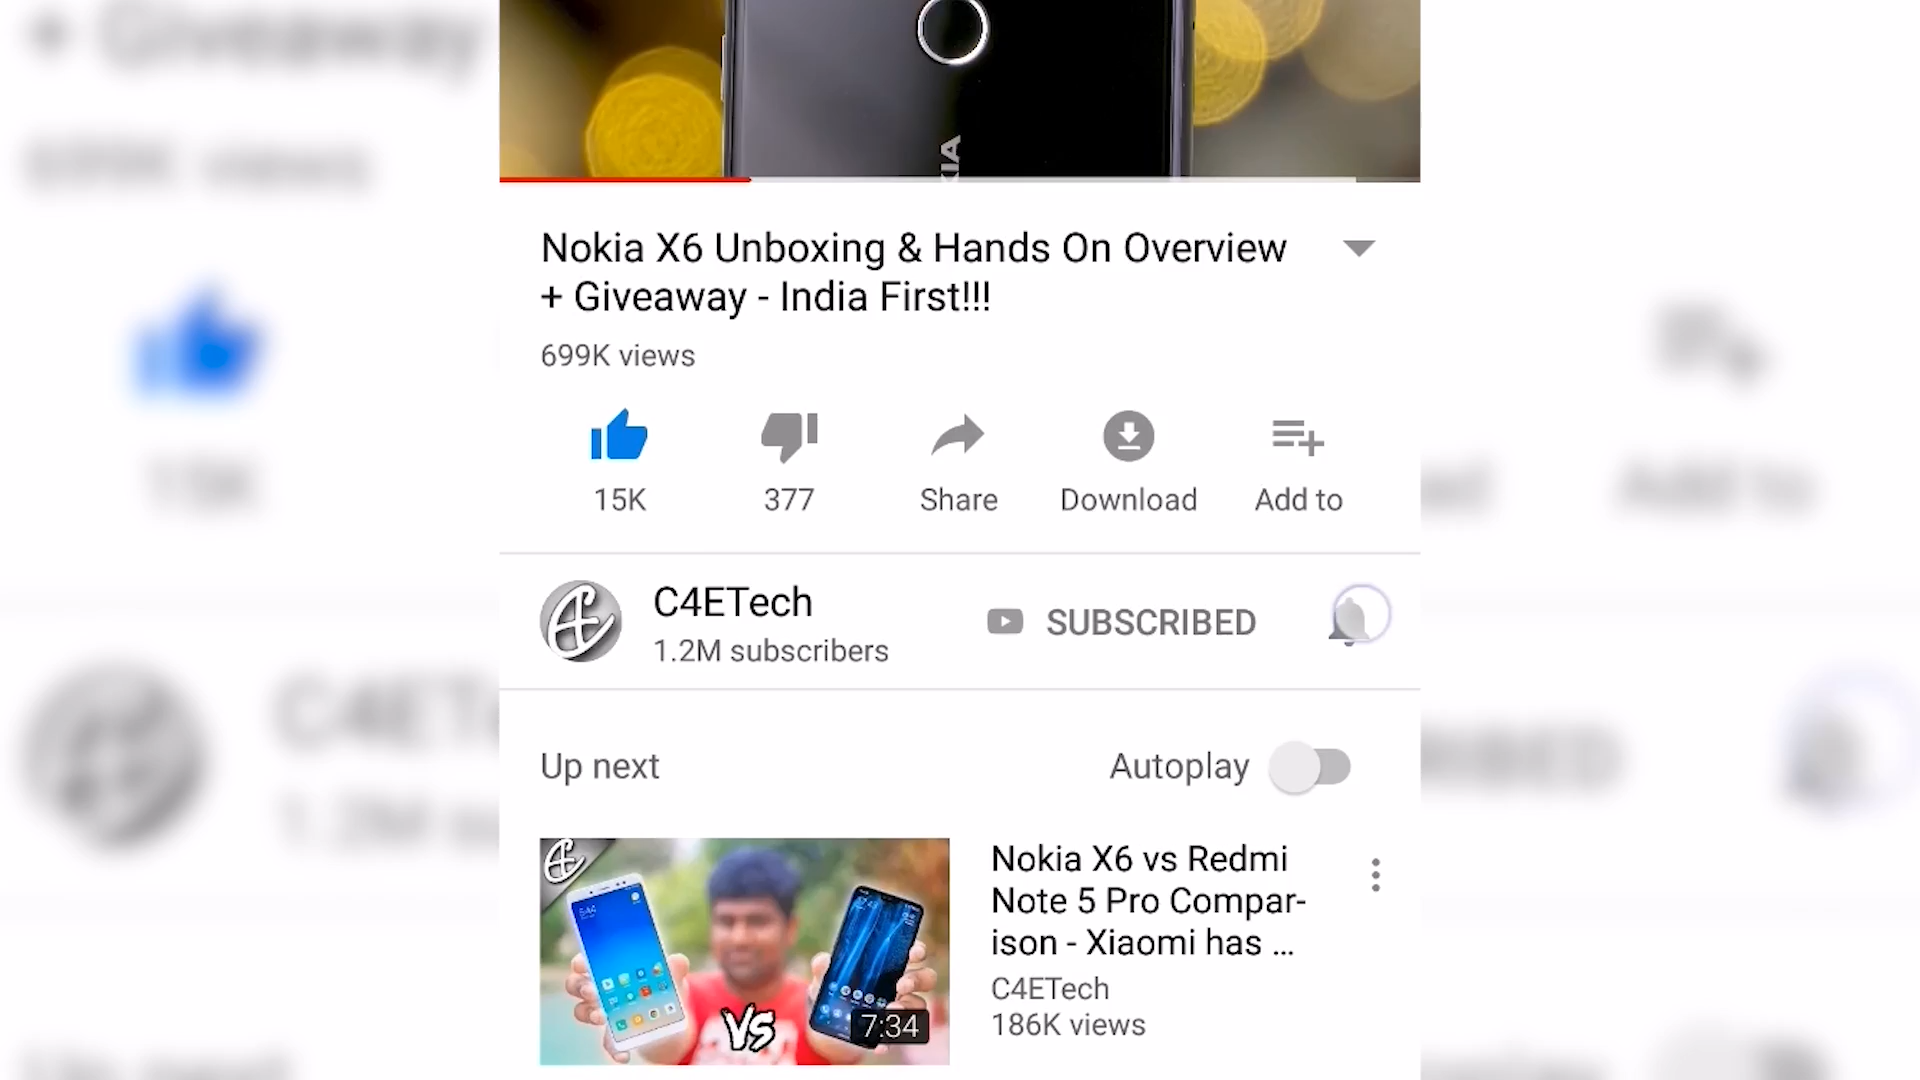 Nokia X6 Unboxing & Hands On Overview
+ Giveaway - India First!!!
699K views
15K
377
Share
Download
Add to
C4ETech
1.2M subscribers
SUBSCRIBED
Up next
Autoplay
VS
7:34
Nokia X6 vs Redmi
Note 5 Pro Compar-
ison - Xiaomi has ...
C4ETech
186K views